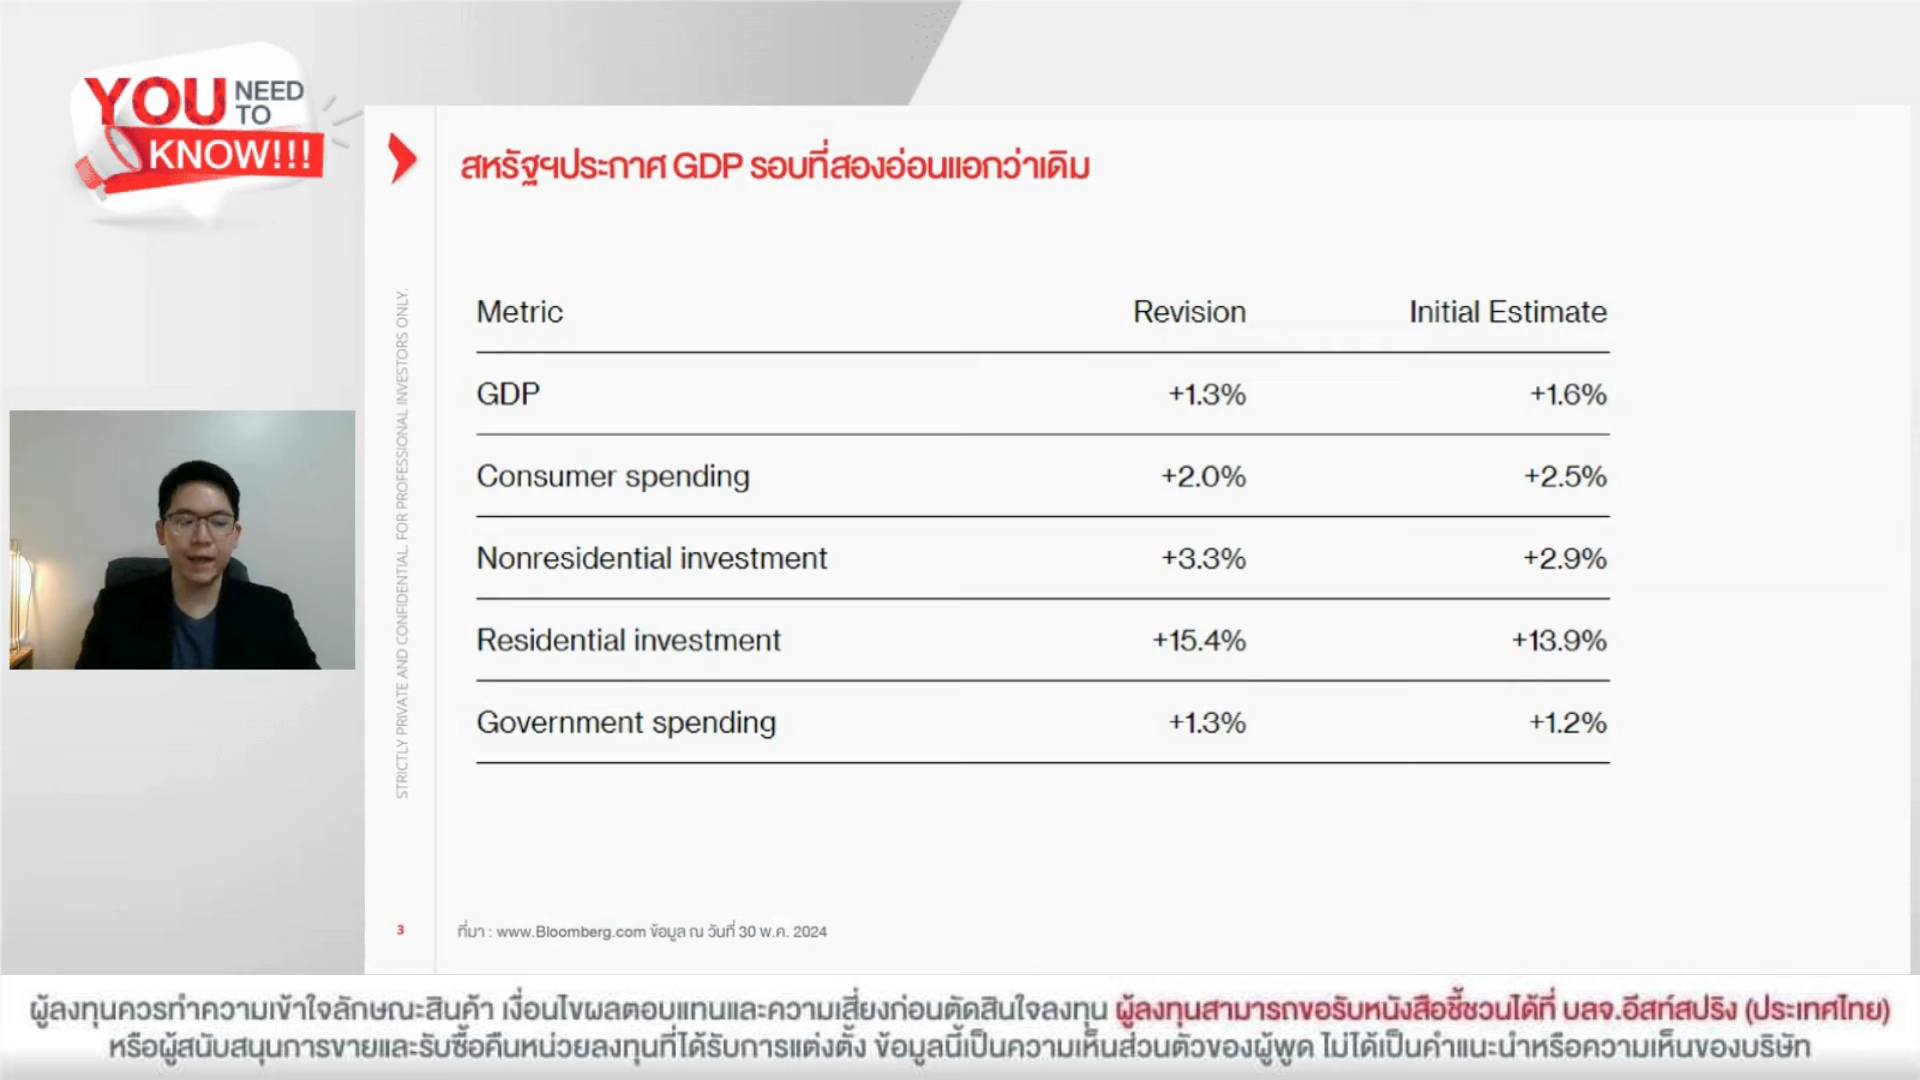 YOU NEED TO
KNOW!!!
สหรัฐฯประกาศ GDP รอบที่สองอ่อนแอกว่าเดิม
STRICTLY PRIVATE AND CONFIDENTIAL. FOR PROFESSIONAL INVESTORS ONLY.
Metric Revision Initial Estimate
GDP +1.3% +1.6%
Consumer spending +2.0% +2.5%
Nonresidential investment +3.3% +2.9%
Residential investment +15.4% +13.9%
Government spending +1.3% +1.2%
3 ที่มา : www.Bloomberg.com ข้อมูล ณ วันที่ 30 พ.ค. 2024
ผู้ลงทุนควรทำความเข้าใจลักษณะสินค้า เงื่อนไขผลตอบแทนและความเสี่ยงก่อนตัดสินใจลงทุน ผู้ลงทุนสามารถขอรับหนังสือชี้ชวนได้ที่ บลจ.อีสท์สปริง (ประเทศไทย)
หรือผู้สนับสนุนการขายและรับซื้อคืนหน่วยลงทุนที่ได้รับการแต่งตั้ง ข้อมูลนี้เป็นความเห็นส่วนตัวของผู้พูด ไม่ได้เป็นคำแนะนำหรือความเห็นของบริษัท